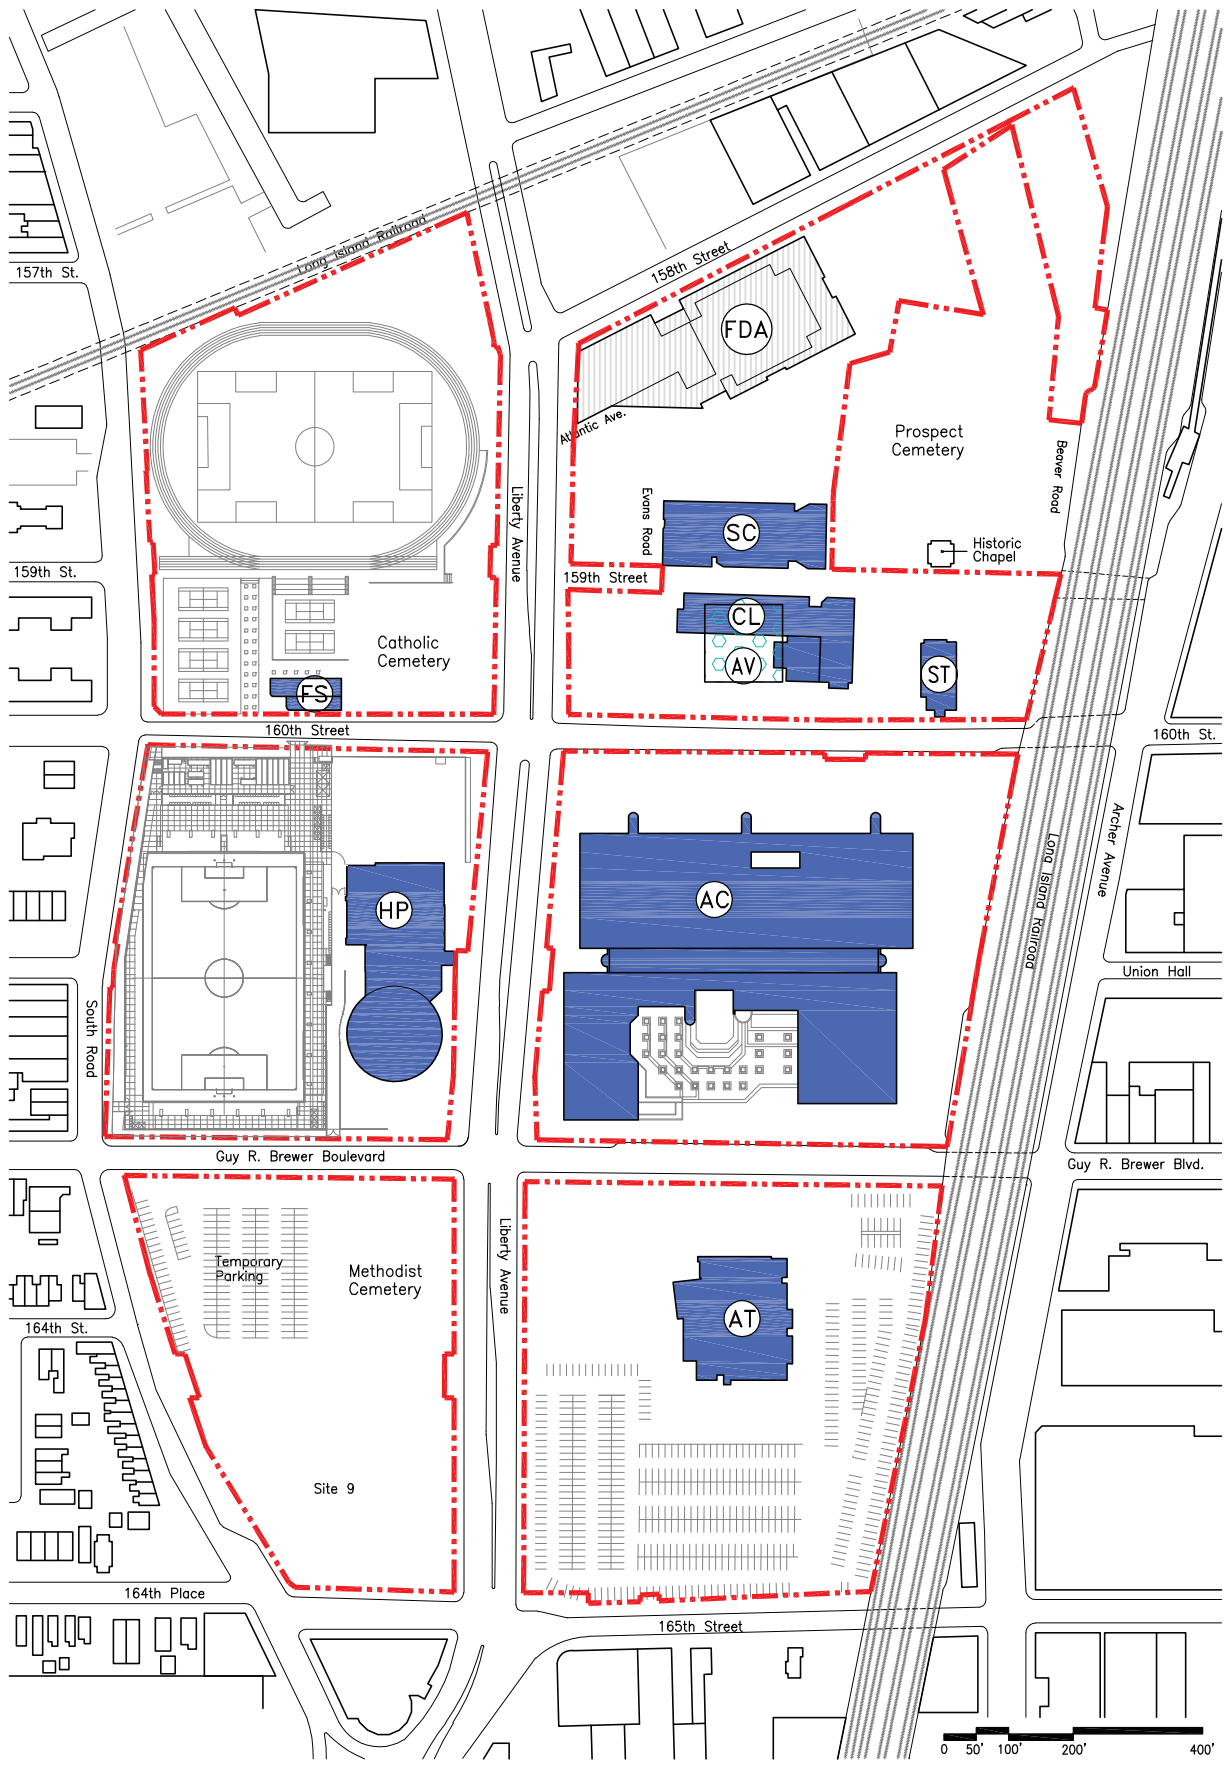 Long Island Railroad
157th St.
158th Street
FDA
Atlantic Ave.
Prospect
Cemetery
Beaver Road
Evans Road
Liberty Avenue
SC
Historic
Chapel
159th St.
159th Street
CL
Catholic
Cemetery
AV
ST
FS
160th Street
160th St.
Archer Avenue
Long Island Railroad
AC
HP
Union Hall
South Road
Guy R. Brewer Boulevard
Guy R. Brewer Blvd.
Liberty Avenue
Temporary
Parking
Methodist
Cemetery
AT
164th St.
Site 9
164th Place
165th Street
0 50' 100' 200' 400'